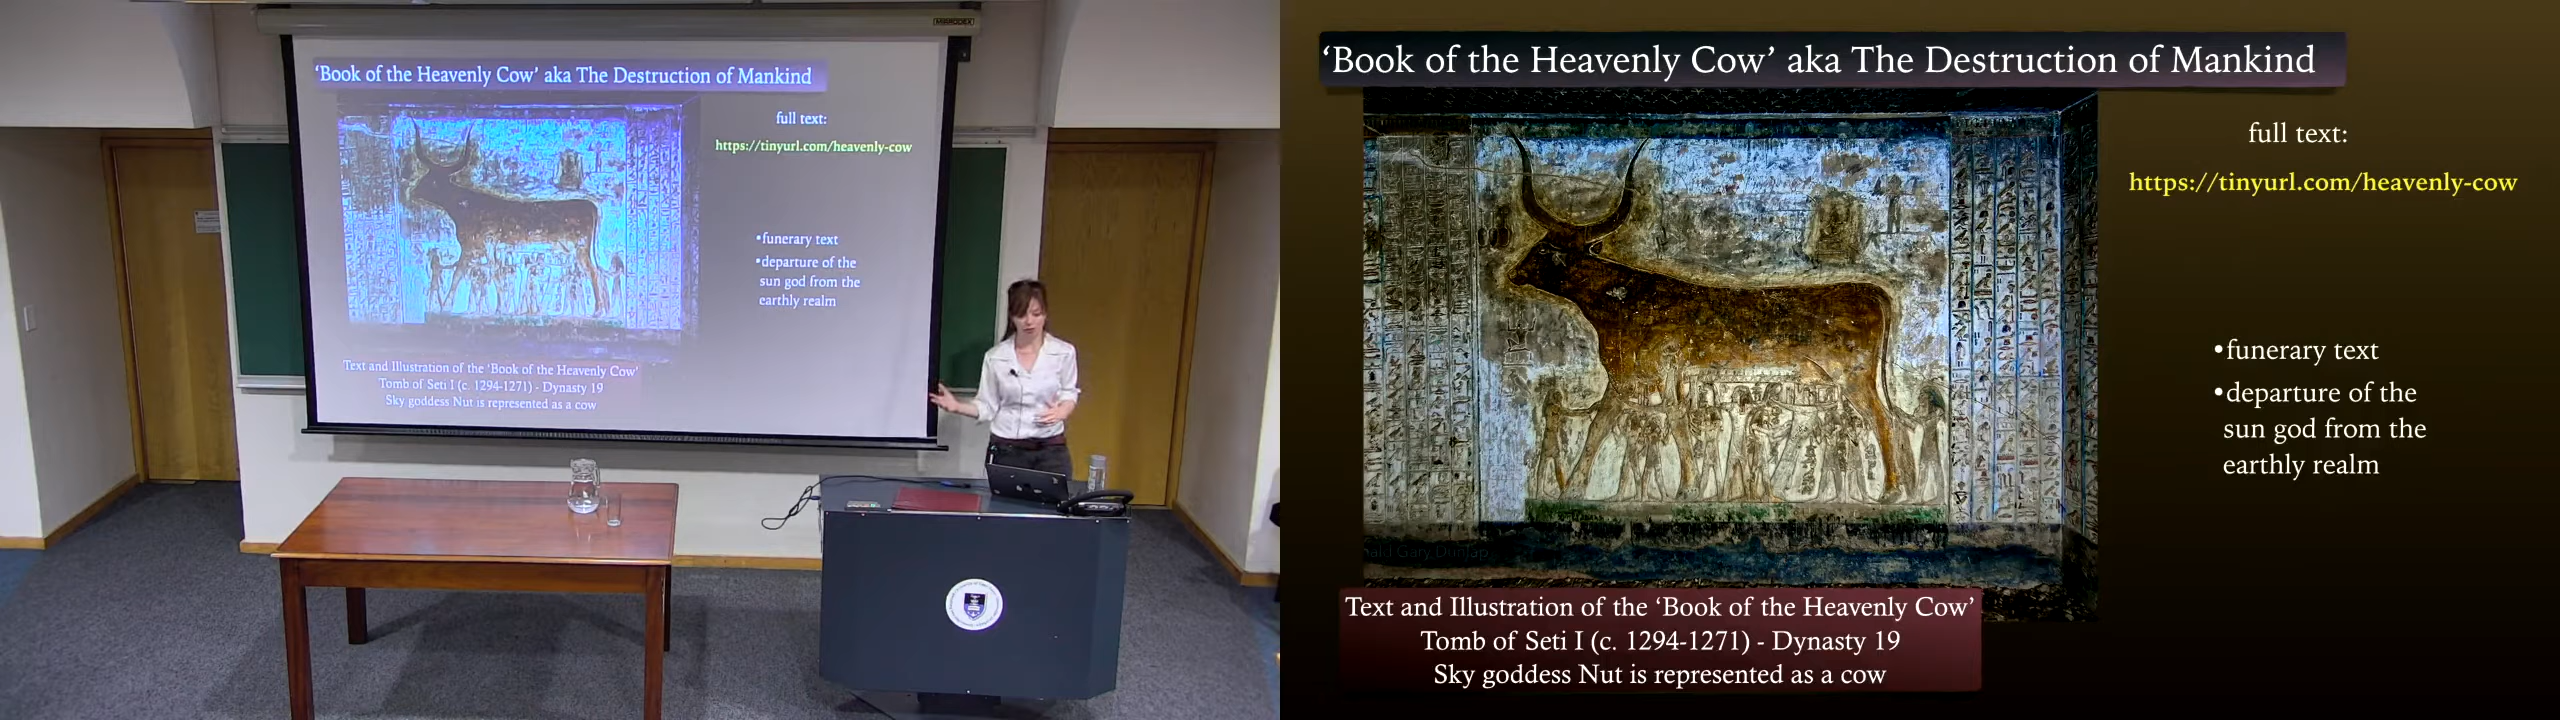 ‘Book of the Heavenly Cow’ aka The Destruction of Mankind
full text:
https://tinyurl.com/heavenly-cow
•funerary text
•departure of the
sun god from the
earthly realm
Text and Illustration of the ‘Book of the Heavenly Cow’
Tomb of Seti I (c. 1294-1271) - Dynasty 19
Sky goddess Nut is represented as a cow
‘Book of the Heavenly Cow’ aka The Destruction of Mankind
full text:
https://tinyurl.com/heavenly-cow
•funerary text
•departure of the
sun god from the
earthly realm
Gary Dunlap
Text and Illustration of the ‘Book of the Heavenly Cow’
Tomb of Seti I (c. 1294-1271) - Dynasty 19
Sky goddess Nut is represented as a cow